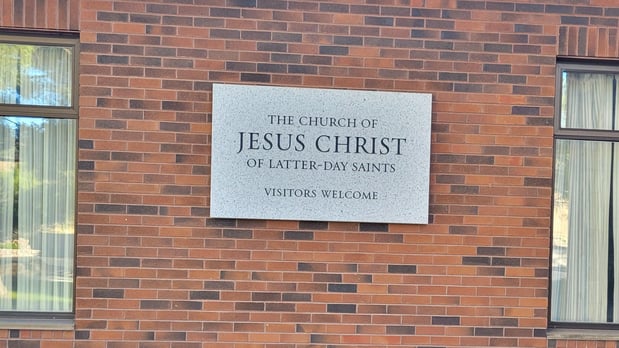 THE CHURCH OF
JESUS CHRIST
OF LATTER-DAY SAINTS
VISITORS WELCOME